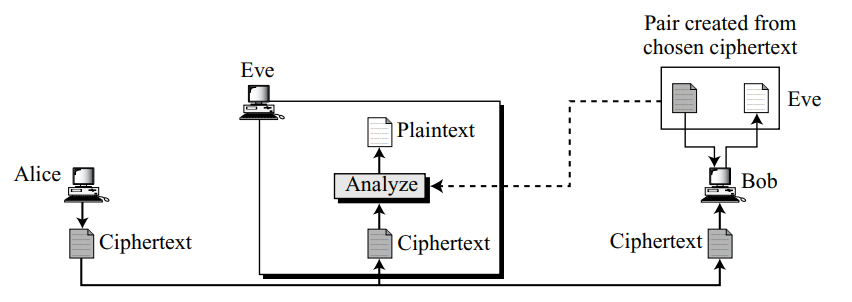 Pair created from
chosen ciphertext
Eve
Eve
Plaintext
Alice
Analyze
Bob
Ciphertext
Ciphertext
Ciphertext